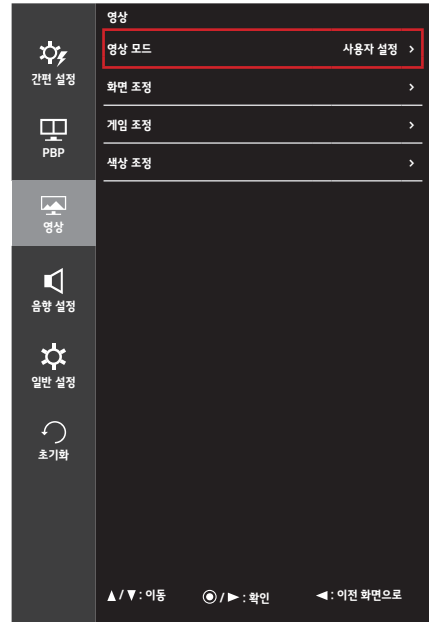 영상
영상 모드 사용자 설정 >
화면 조정 >
게임 조정 >
색상 조정 >
간편 설정
PBP
영상
음향 설정
일반 설정
초기화
▲/▼: 이동 ◉/►: 확인 ◄: 이전 화면으로